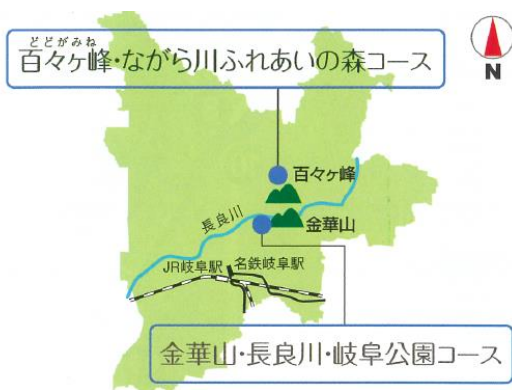 どどがみね
百々ヶ峰・ながら川ふれあいの森コース
N
百々ヶ峰
長良川
金華山
JR岐阜駅
名鉄岐阜駅
金華山・長良川・岐阜公園コース